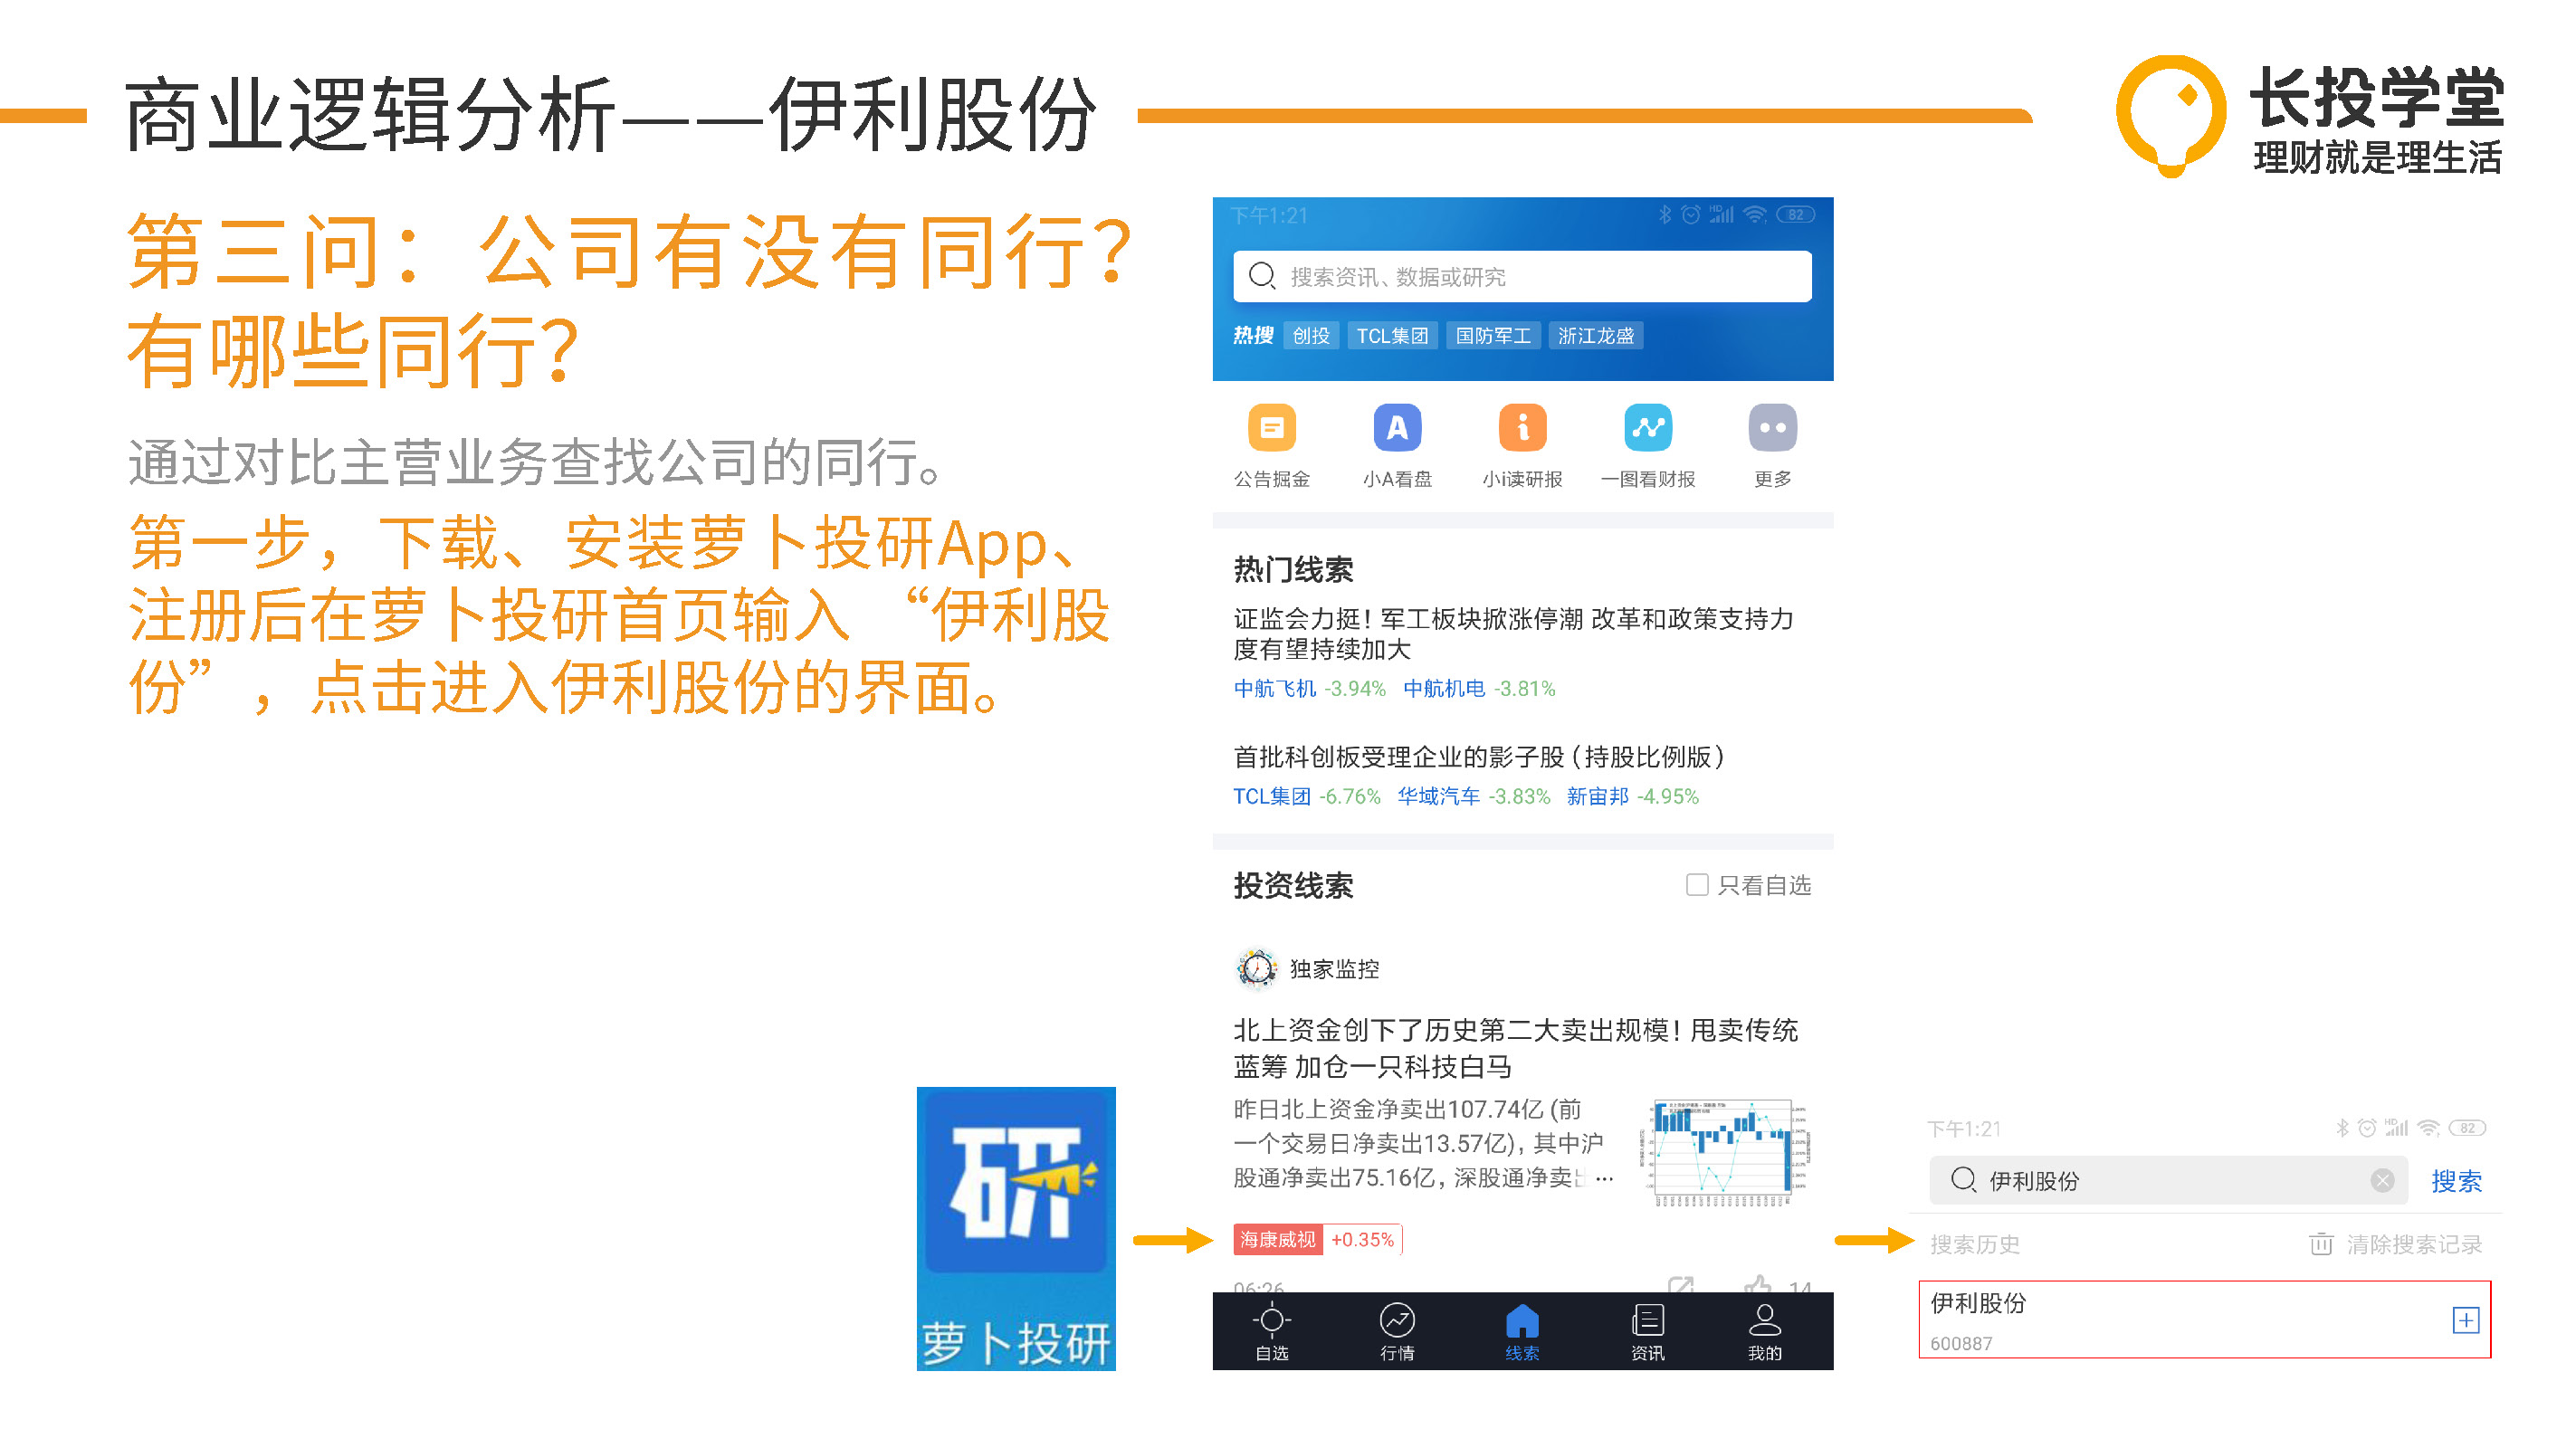 商业逻辑分析——伊利股份
长投学堂
理财就是理生活
第三问：公司有没有同行？
有哪些同行？
通过对比主营业务查找公司的同行。
第一步，下载、安装萝卜投研App、
注册后在萝卜投研首页输入 “伊利股
份”，点击进入伊利股份的界面。
研
萝卜投研
下午1:21
HD
82
搜索资讯、数据或研究
热搜 创投 TCL集团 国防军工 浙江龙盛
公告掘金 小A看盘 小i读研报 一图看财报 更多
热门线索
证监会力挺！军工板块掀涨停潮 改革和政策支持力
度有望持续加大
中航飞机 -3.94% 中航机电 -3.81%
首批科创板受理企业的影子股（持股比例版）
TCL集团 -6.76% 华域汽车 -3.83% 新宙邦 -4.95%
投资线索
只看自选
独家监控
北上资金创下了历史第二大卖出规模！甩卖传统
蓝筹 加仓一只科技白马
昨日北上资金净卖出107.74亿 (前
一个交易日净卖出13.57亿)，其中沪
股通净卖出75.16亿，深股通净卖出...
海康威视 +0.35%
06:26
14
自选 行情 线索 资讯 我的
下午1:21
HD
82
伊利股份
搜索
搜索历史
清除搜索记录
伊利股份
600887